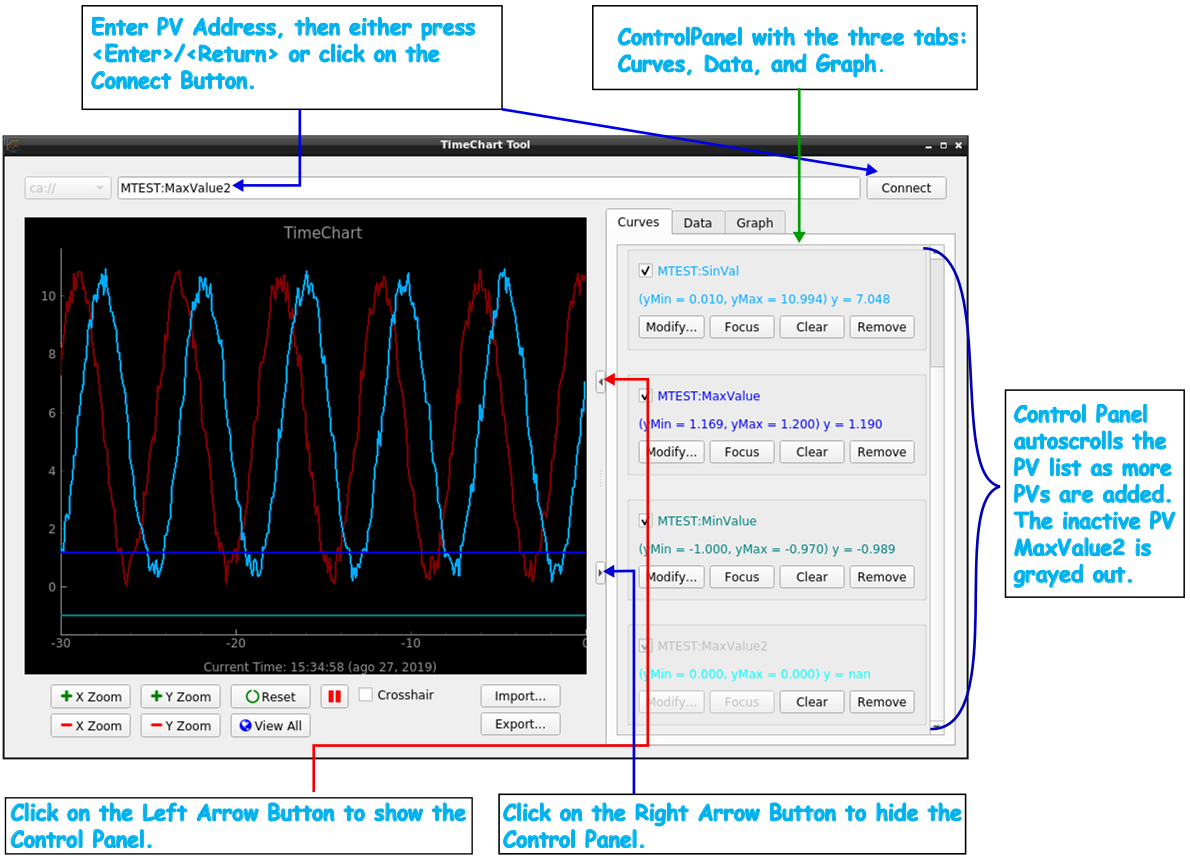 Enter PV Address, then either press
<Enter>/<Return> or click on the
Connect Button.
ControlPanel with the three tabs:
Curves, Data, and Graph.
TimeChart Tool
ca://
MTEST:MaxValue2
Connect
TimeChart
10
8
6
4
2
0
-30
-20
-10
0
Current Time: 15:34:58 (ago 27, 2019)
X Zoom
Y Zoom
Reset
Crosshair
Import...
X Zoom
Y Zoom
View All
Export...
Curves
Data
Graph
MTEST:SinVal
(yMin = 0.010, yMax = 10.994) y = 7.048
Modify...
Focus
Clear
Remove
MTEST:MaxValue
(yMin = 1.169, yMax = 1.200) y = 1.190
Modify...
Focus
Clear
Remove
MTEST:MinValue
(yMin = -1.000, yMax = -0.970) y = -0.989
Modify...
Focus
Clear
Remove
MTEST:MaxValue2
(yMin = 0.000, yMax = 0.000) y = nan
Modify...
Focus
Clear
Remove
Control Panel
autoscrolls the
PV list as more
PVs are added.
The inactive PV
MaxValue2 is
grayed out.
Click on the Left Arrow Button to show the
Control Panel.
Click on the Right Arrow Button to hide the
Control Panel.